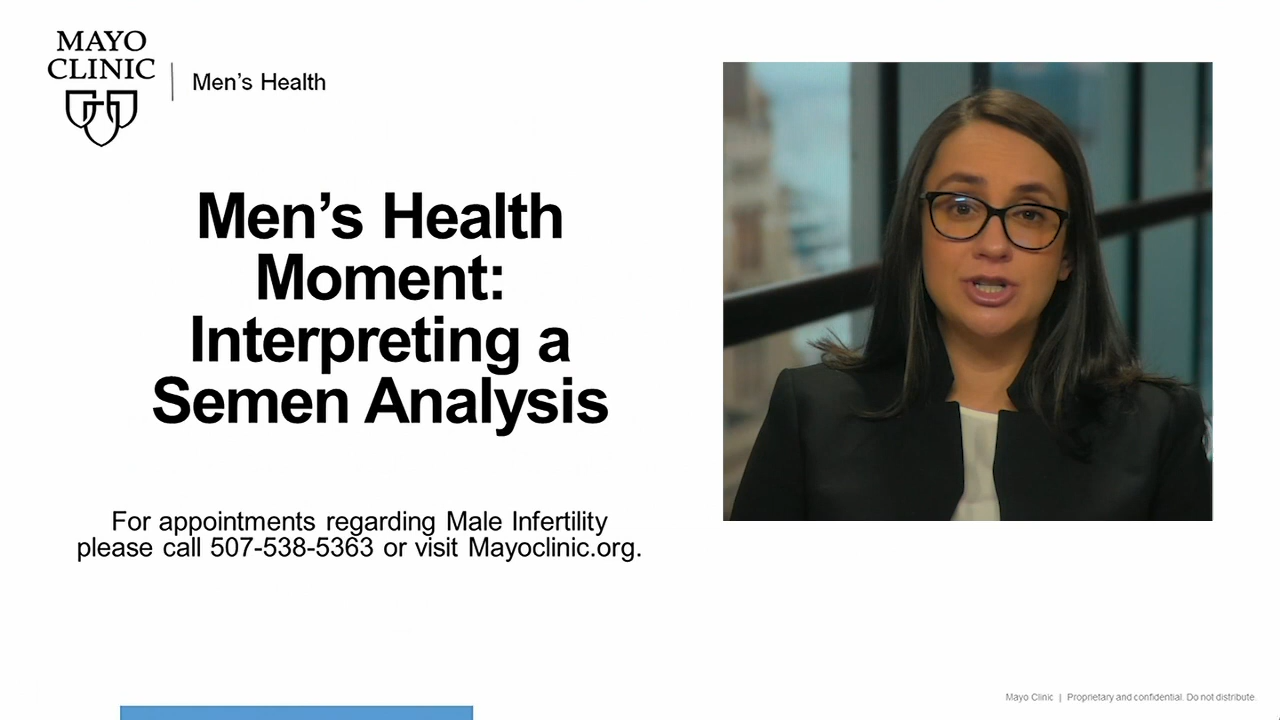 MAYO
CLINIC
Men’s Health
Men’s Health
Moment:
Interpreting a
Semen Analysis
For appointments regarding Male Infertility
please call 507-538-5363 or visit Mayoclinic.org.
Mayo Clinic | Proprietary and confidential. Do not distribute.